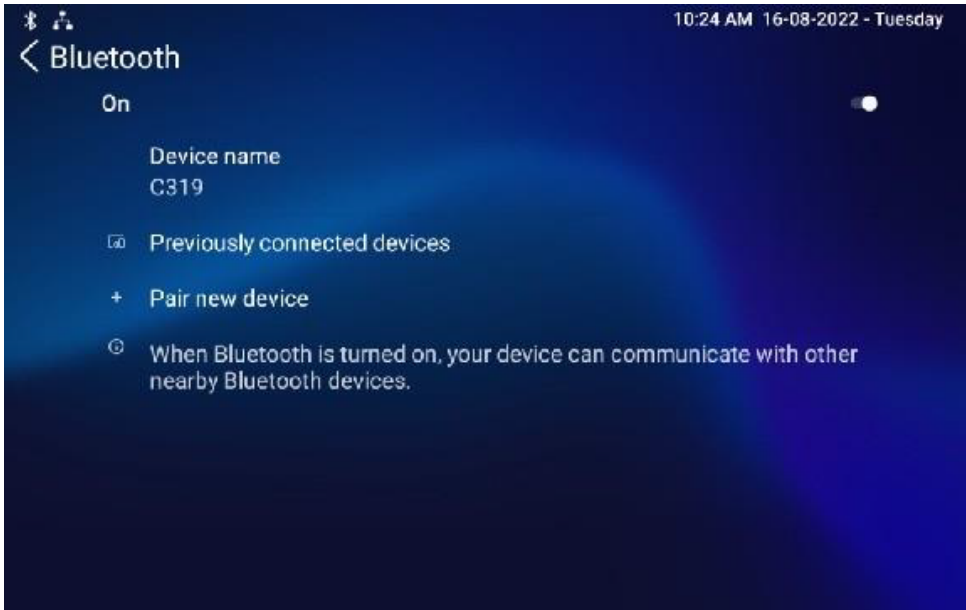 10:24 AM 16-08-2022 - Tuesday
Bluetooth
On
Device name
C319
Previously connected devices
Pair new device
When Bluetooth is turned on, your device can communicate with other
nearby Bluetooth devices.